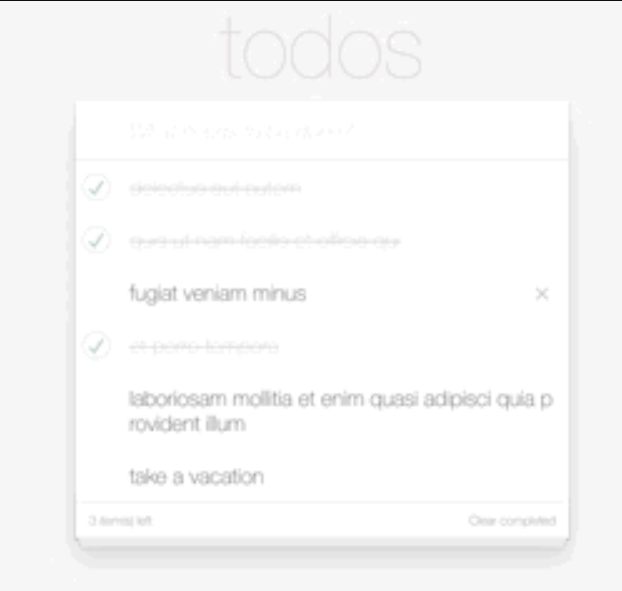 todos
What needs to be done?
delectus aut autem
quis ut nam facilis et officia qui
fugiat veniam minus
et porro tempora
laboriosam mollitia et enim quasi adipisci quia p
rovident illum
take a vacation
3 item(s) left
Clear completed